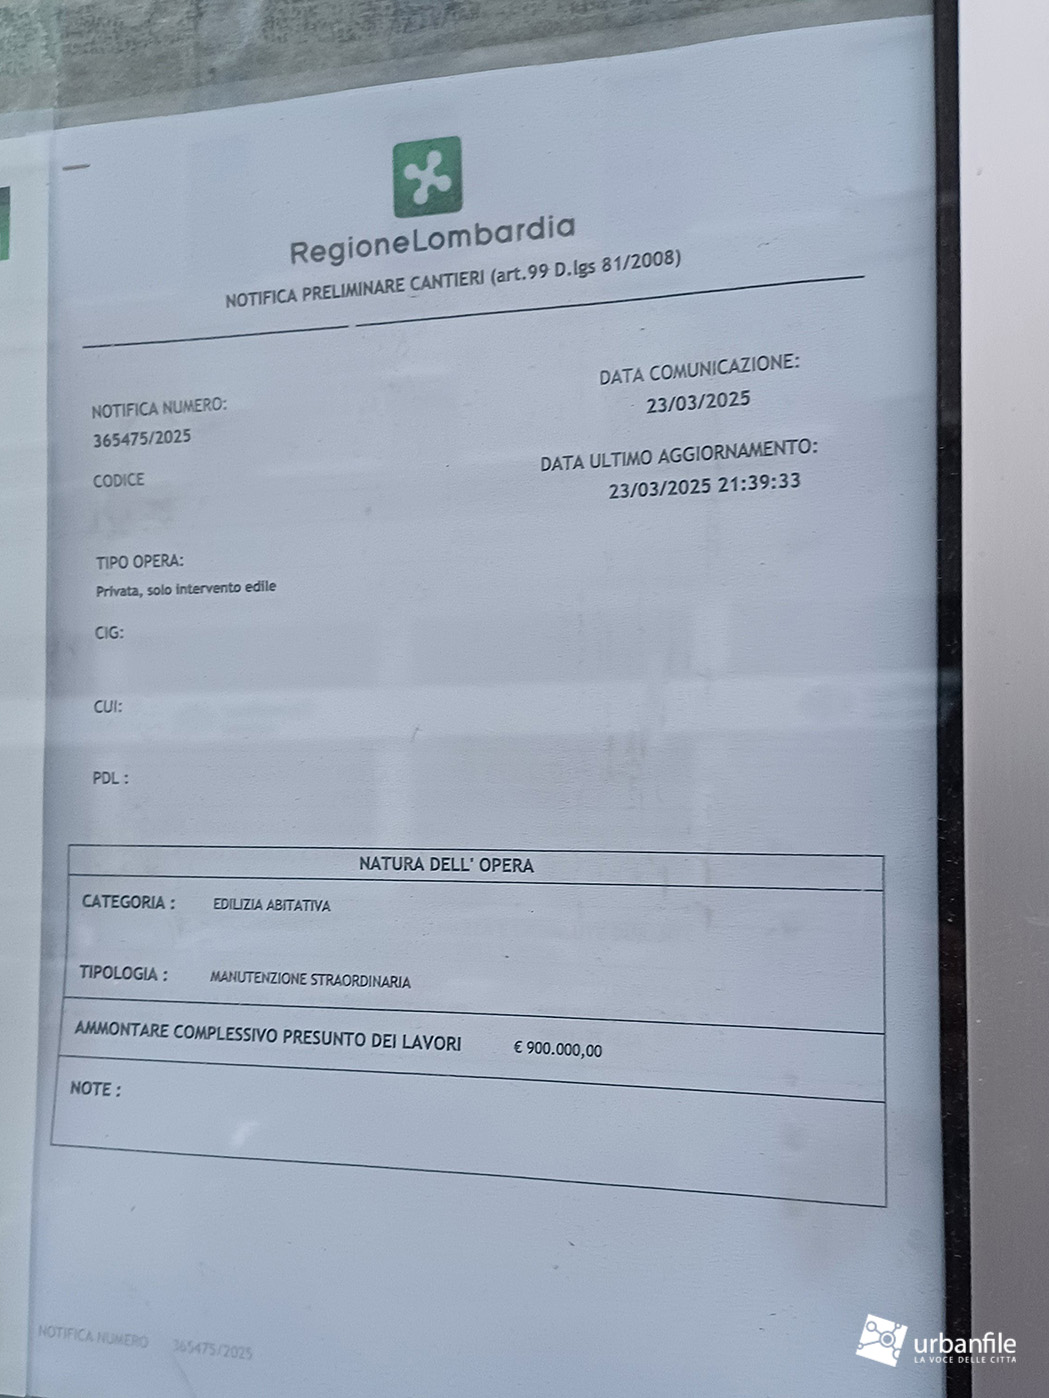 RegioneLombardia
NOTIFICA PRELIMINARE CANTIERI (art.99 D.lgs 81/2008)
NOTIFICA NUMERO:
365475/2025
CODICE
DATA COMUNICAZIONE:
23/03/2025
DATA ULTIMO AGGIORNAMENTO:
23/03/2025 21:39:33
TIPO OPERA:
Privata, solo intervento edile
CIG:
CUI:
PDL :
NATURA DELL' OPERA
CATEGORIA : EDILIZIA ABITATIVA
TIPOLOGIA : MANUTENZIONE STRAORDINARIA
AMMONTARE COMPLESSIVO PRESUNTO DEI LAVORI € 900.000,00
NOTE :
NOTIFICA NUMERO 365475/2025
urbanfile
LA VOCE DELLE CITTÀ